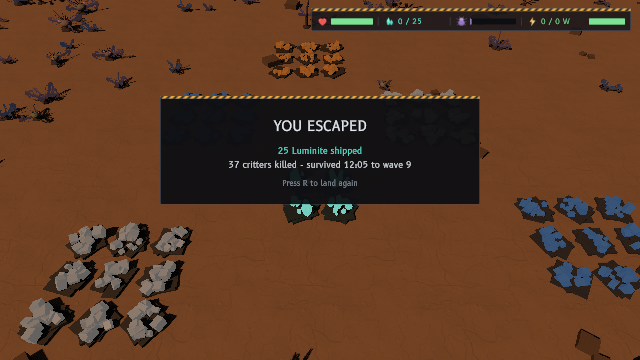 0 / 25
0 / 0 W
YOU ESCAPED
25 Luminite shipped
37 critters killed - survived 12:05 to wave 9
Press R to land again